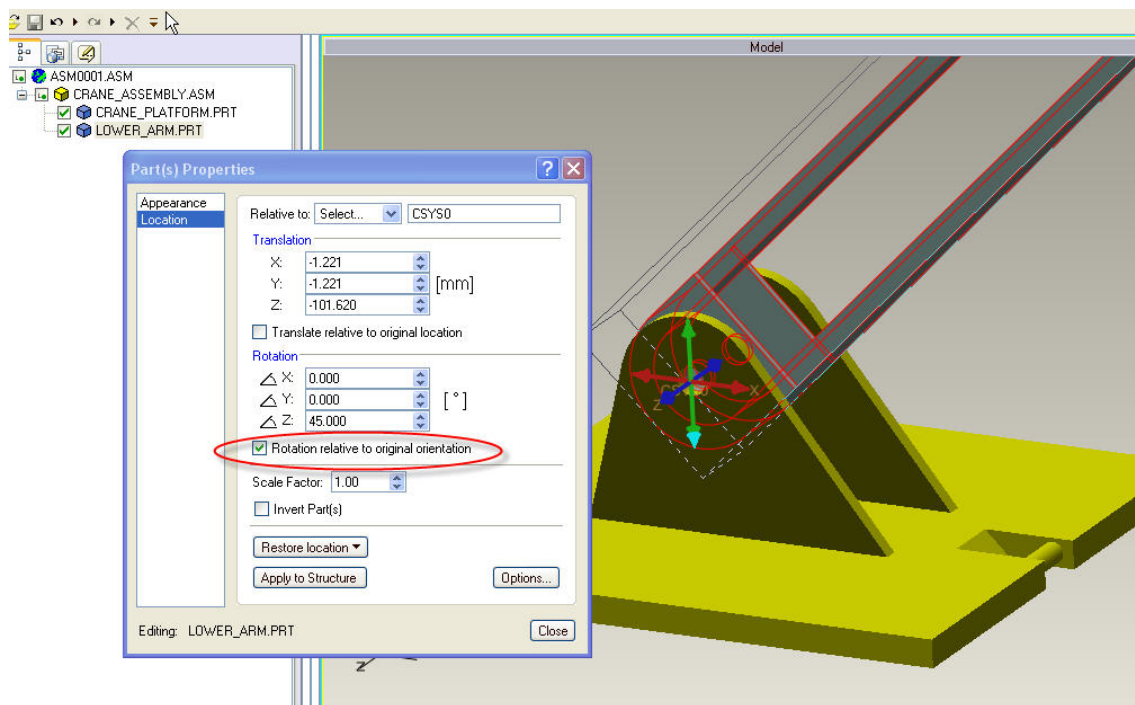 Model
ASM0001.ASM
CRANE_ASSEMBLY.ASM
CRANE_PLATFORM.PRT
LOWER_ARM.PRT
Part(s) Properties
Appearance
Location
Relative to: Select... CSYS0
Translation
X: -1.221
Y: -1.221 [mm]
Z: -101.620
Translate relative to original location
Rotation
X: 0.000
Y: 0.000 [°]
Z: 45.000
Rotation relative to original orientation
Scale Factor: 1.00
Invert Part(s)
Restore location
Apply to Structure
Options...
Editing: LOWER_ARM.PRT
Close
X
Z
Z